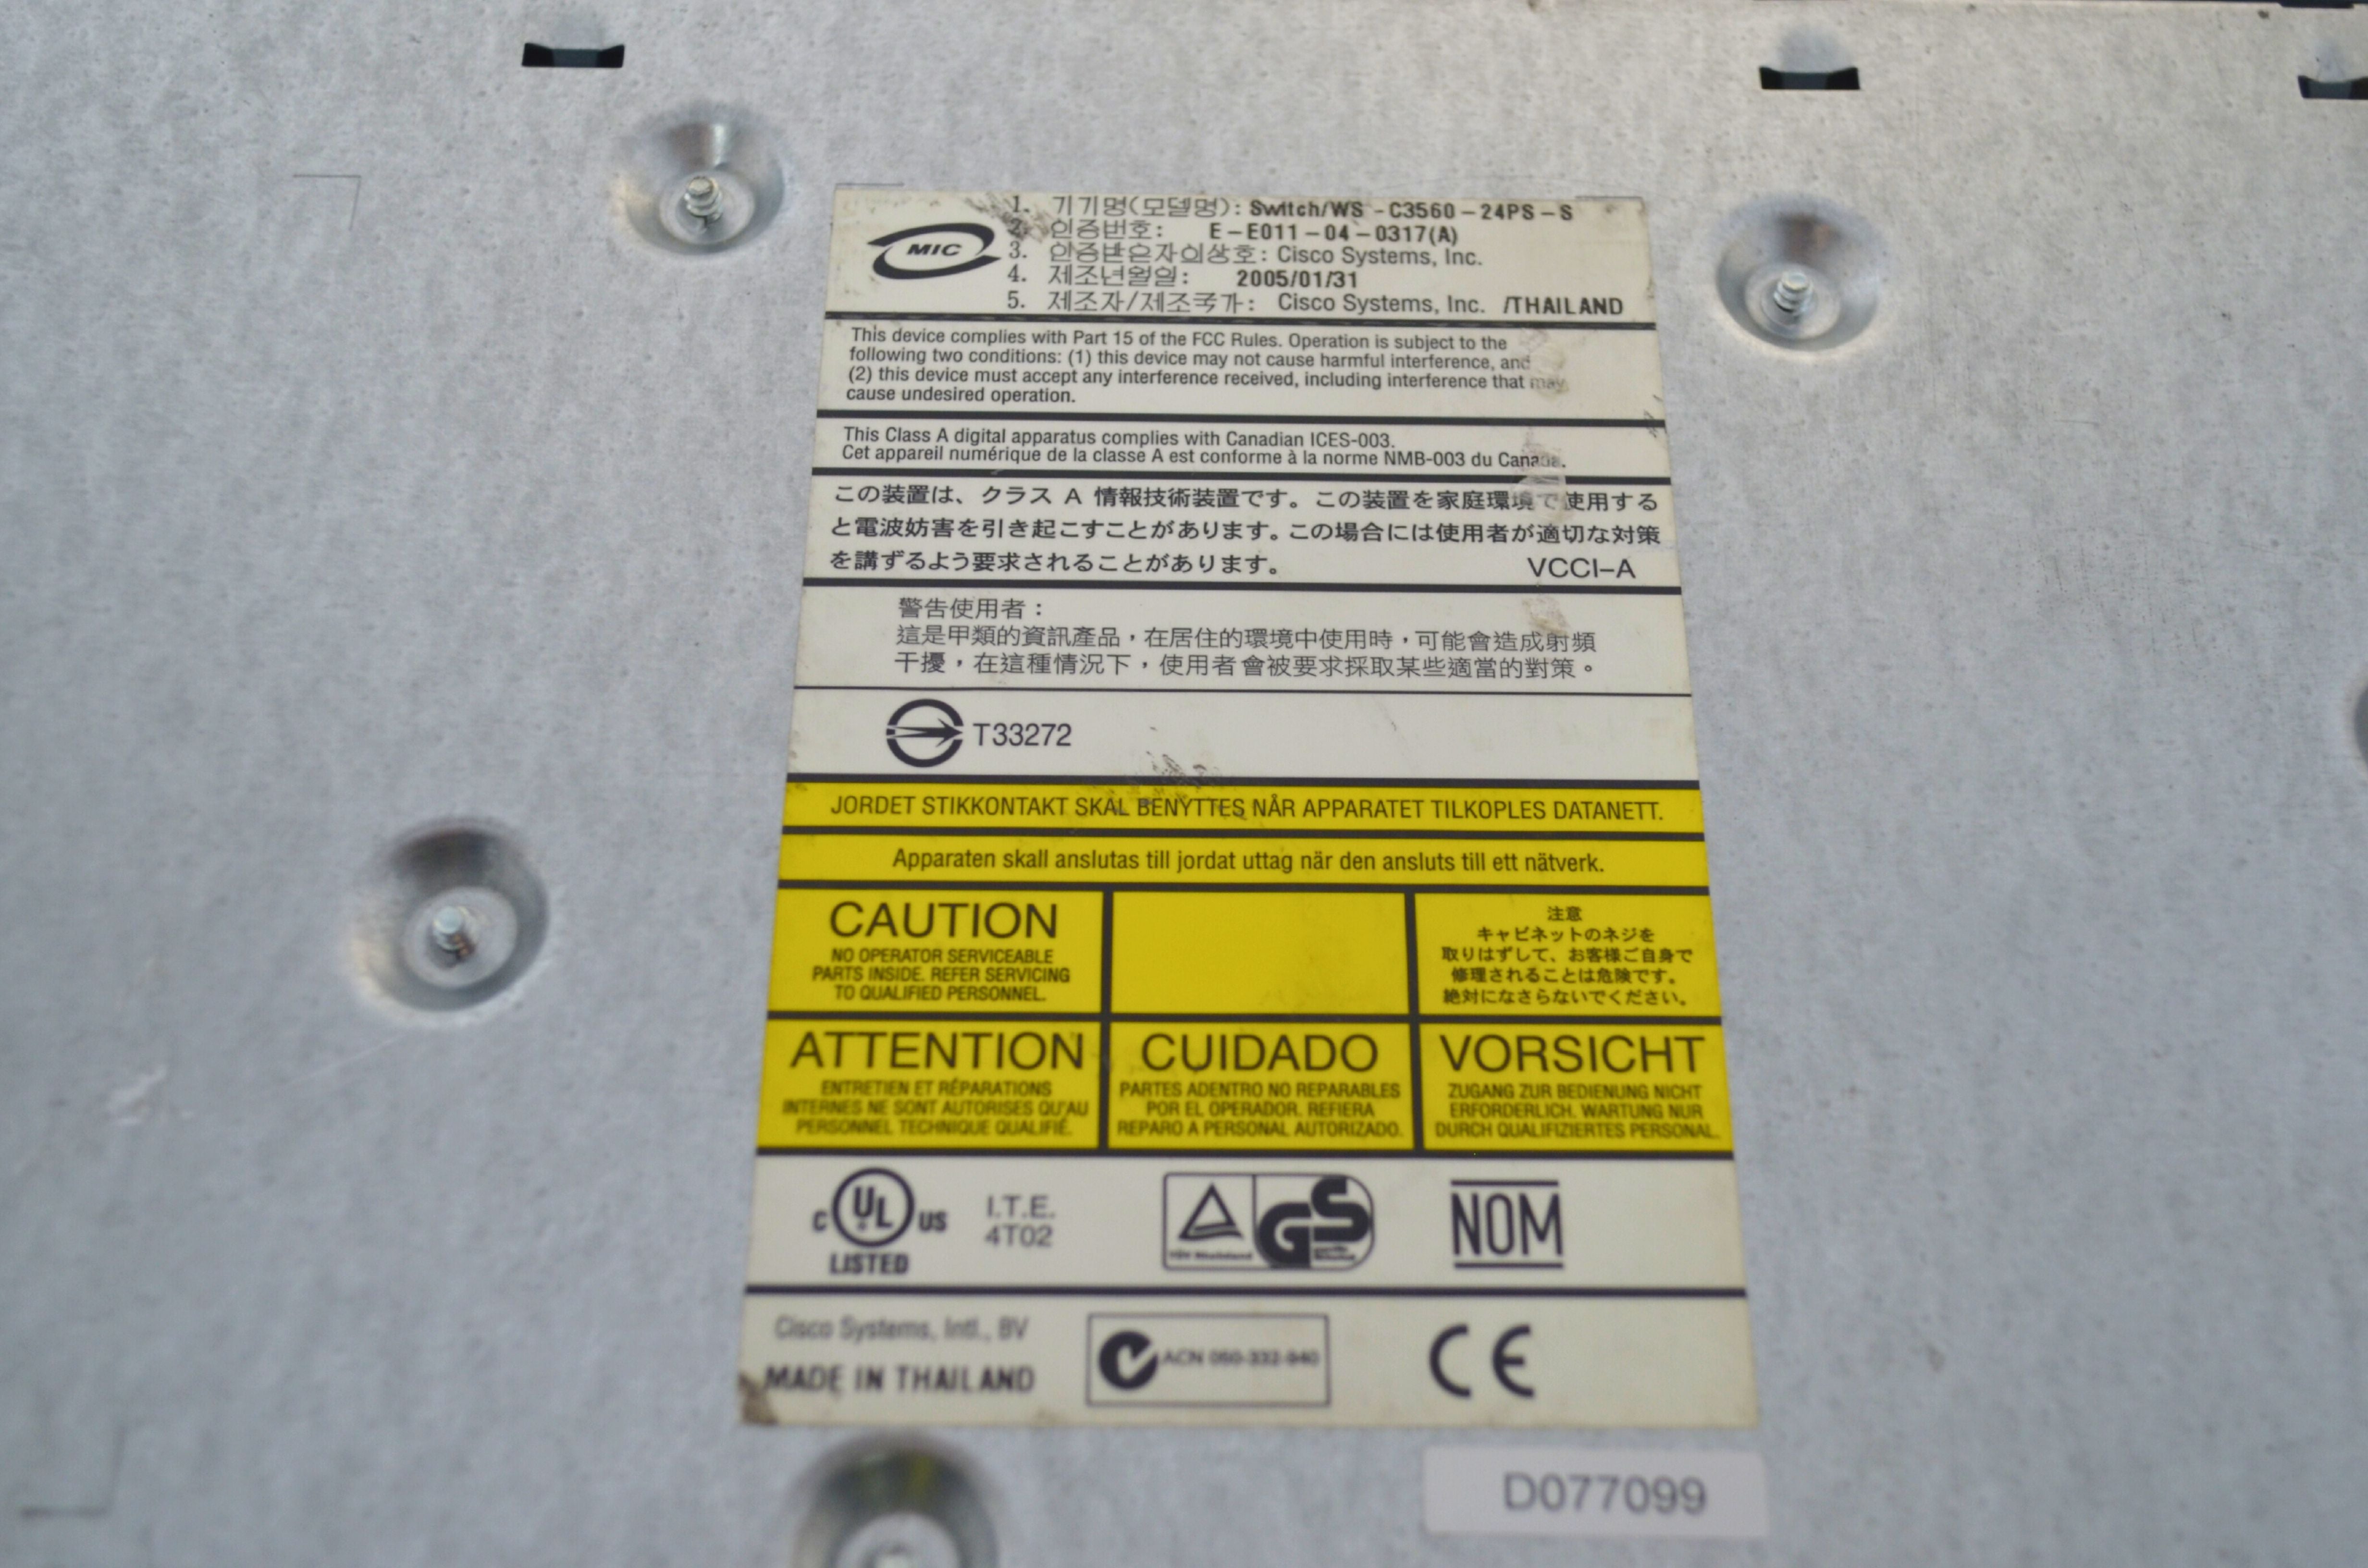 MIC
1. 기기명(모델명): Switch/WS -C3560-24PS-S
2. 인증번호: E-E011-04-0317(A)
3. 인증받은자의상호: Cisco Systems, Inc.
4. 제조년월일: 2005/01/31
5. 제조자/제조국가: Cisco Systems, Inc. /THAILAND
This device complies with Part 15 of the FCC Rules. Operation is subject to the
following two conditions: (1) this device may not cause harmful interference, and
(2) this device must accept any interference received, including interference that may
cause undesired operation.
This Class A digital apparatus complies with Canadian ICES-003.
Cet appareil numérique de la classe A est conforme à la norme NMB-003 du Canada.
この装置は、クラス A 情報技術装置です。この装置を家庭環境で使用する
と電波妨害を引き起こすことがあります。この場合には使用者が適切な対策
を講ずるよう要求されることがあります。 VCCI-A
警告使用者：
這是甲類的資訊產品，在居住的環境中使用時，可能會造成射頻
干擾，在這種情況下，使用者會被要求採取某些適當的對策。
T33272
JORDET STIKKONTAKT SKAL BENYTTES NÅR APPARATET TILKOPLES DATANETT.
Apparaten skall anslutas till jordat uttag när den ansluts till ett nätverk.
CAUTION
NO OPERATOR SERVICEABLE
PARTS INSIDE. REFER SERVICING
TO QUALIFIED PERSONNEL.
注意
キャビネットのネジを
取りはずして、お客様ご自身で
修理されることは危険です。
絶対になさらないでください。
ATTENTION
ENTRETIEN ET RÉPARATIONS
INTERNES NE SONT AUTORISES QU'AU
PERSONNEL TECHNIQUE QUALIFIÉ.
CUIDADO
PARTES ADENTRO NO REPARABLES
POR EL OPERADOR. REFIERA
REPARO A PERSONAL AUTORIZADO.
VORSICHT
ZUGANG ZUR BEDIENUNG NICHT
ERFORDERLICH. WARTUNG NUR
DURCH QUALIFIZIERTES PERSONAL.
C UL US
LISTED
I.T.E.
4T02
TÜV Rheinland
GS
NOM
Cisco Systems, Intl., BV
MADE IN THAILAND
ACN 050-332-940
CE
D077099